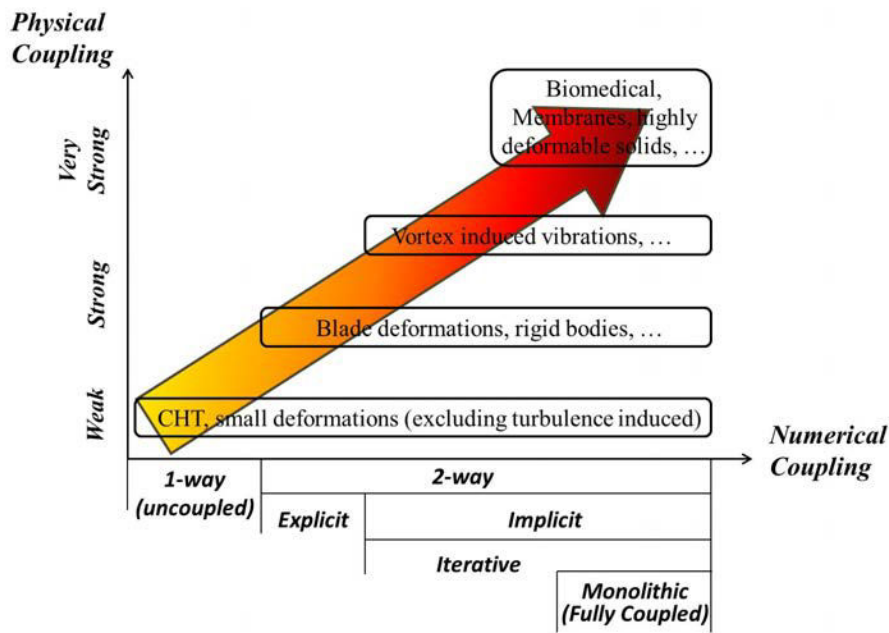 Physical
Coupling
Very
Strong
Strong
Weak
Biomedical,
Membranes, highly
deformable solids, …
Vortex induced vibrations, …
Blade deformations, rigid bodies, …
CHT, small deformations (excluding turbulence induced)
Numerical
Coupling
1-way
(uncoupled)
2-way
Explicit
Implicit
Iterative
Monolithic
(Fully Coupled)